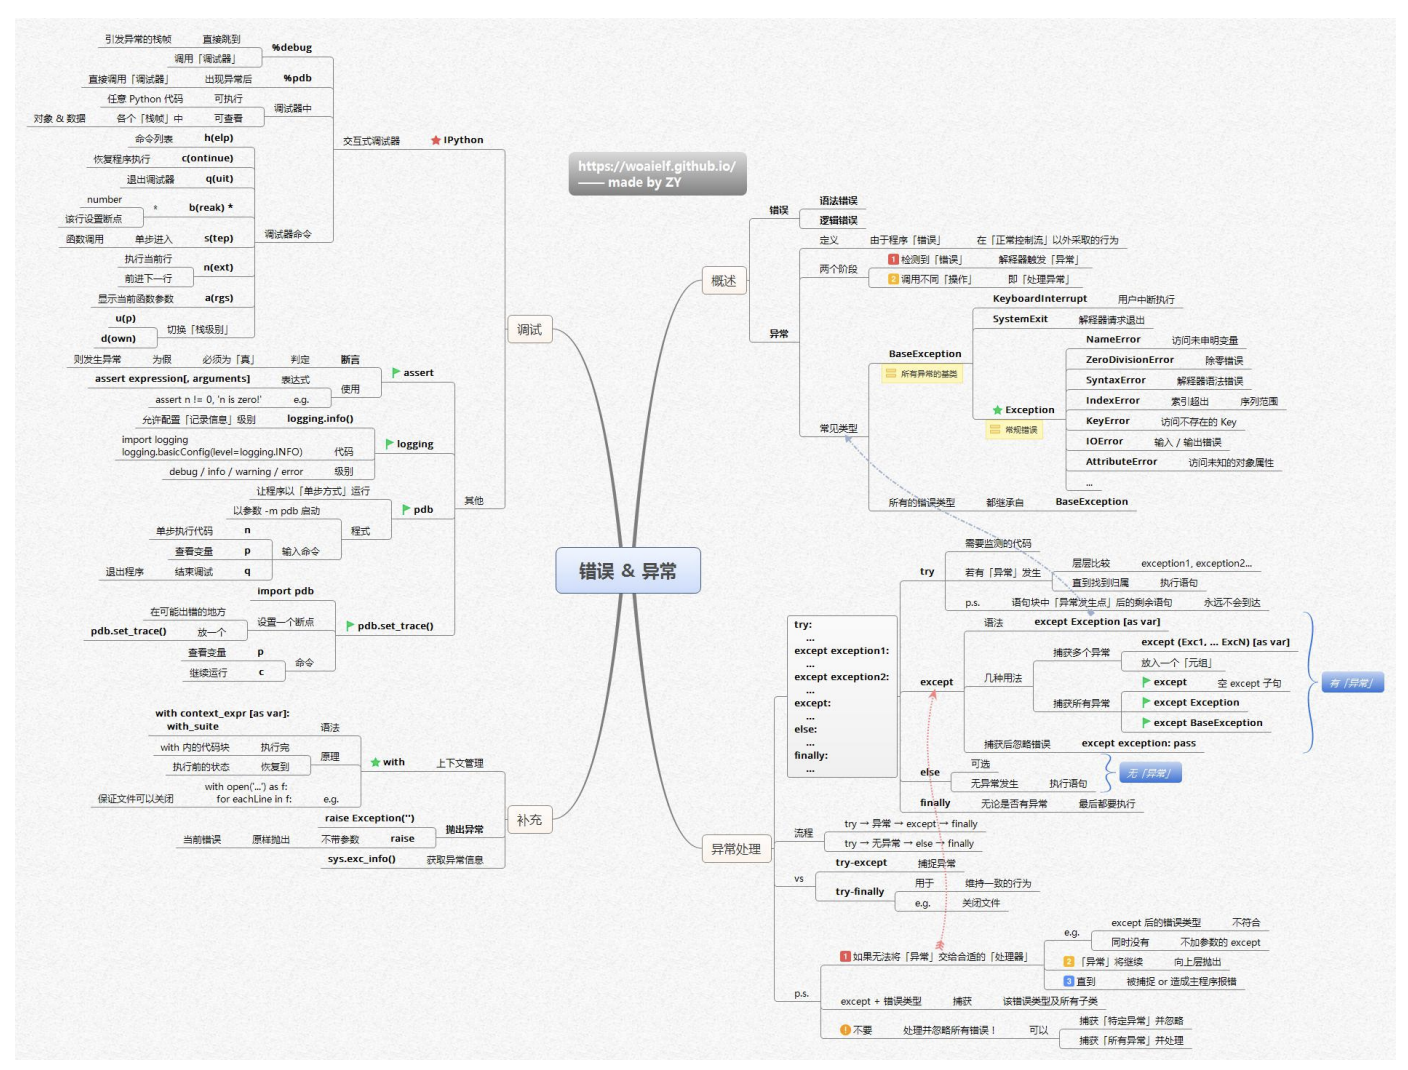 错误 & 异常
https://woaielf.github.io/
—— made by ZY
概述
错误
语法错误
逻辑错误
异常
定义 由于程序「错误」 在「正常控制流」以外采取的行为
两个阶段
1 检测到「错误」 解释器触发「异常」
2 调用不同「操作」 即「处理异常」
常见类型
BaseException
所有异常的基类
KeyboardInterrupt 用户中断执行
SystemExit 解释器请求退出
Exception
常规错误
NameError 访问未申明变量
ZeroDivisionError 除零错误
SyntaxError 解释器语法错误
IndexError 索引超出 序列范围
KeyError 访问不存在的 Key
IOError 输入 / 输出错误
AttributeError 访问未知的对象属性
...
所有的错误类型 都继承自 BaseException
异常处理
try:
...
except exception1:
...
except exception2:
...
except:
...
else:
...
finally:
...
try
需要监测的代码
若有「异常」发生
层层比较 exception1, exception2...
直到找到归属 执行语句
p.s. 语句块中「异常发生点」后的剩余语句 永远不会到达
except
语法 except Exception [as var]
几种用法
捕获多个异常
except (Exc1, ... ExcN) [as var]
放入一个「元组」
捕获所有异常
except 空 except 子句
except Exception
except BaseException
捕获后忽略错误 except exception: pass
有「异常」
else
可选
无异常发生 执行语句
无「异常」
finally 无论是否有异常 最后都要执行
流程
try → 异常 → except → finally
try → 无异常 → else → finally
vs
try-except 捕捉异常
try-finally
用于 维持一致的行为
e.g. 关闭文件
p.s.
1 如果无法将「异常」交给合适的「处理器」
e.g.
except 后的错误类型 不符合
同时没有 不加参数的 except
2 「异常」将继续 向上层抛出
3 直到 被捕捉 or 造成主程序报错
except + 错误类型 捕获 该错误类型及所有子类
! 不要 处理并忽略所有错误！ 可以
捕获「特定异常」并忽略
捕获「所有异常」并处理
调试
IPython
交互式调试器
%debug
直接跳到 引发异常的栈帧
调用「调试器」
%pdb 出现异常后 直接调用「调试器」
调试器中
可执行 任意 Python 代码
可查看 各个「栈帧」中 对象 & 数据
调试器命令
h(elp) 命令列表
c(ontinue) 恢复程序执行
q(uit) 退出调试器
b(reak) * *
number
该行设置断点
s(tep) 单步进入 函数调用
n(ext)
执行当前行
前进下一行
a(rgs) 显示当前函数参数
切换「栈级别」
u(p)
d(own)
其他
assert
断言 判定 必须为「真」 为假 则发生异常
使用
表达式 assert expression[, arguments]
e.g. assert n != 0, 'n is zero!'
logging
logging.info() 允许配置「记录信息」级别
代码
import logging
logging.basicConfig(level=logging.INFO)
级别 debug / info / warning / error
pdb
让程序以「单步方式」运行
程式
以参数 -m pdb 启动
输入命令
n 单步执行代码
p 查看变量
q 结束调试 退出程序
pdb.set_trace()
import pdb
设置一个断点
在可能出错的地方
放一个 pdb.set_trace()
命令
p 查看变量
c 继续运行
补充
上下文管理
with
语法
with context_expr [as var]:
with_suite
原理
执行完 with 内的代码块
恢复到 执行前的状态
e.g.
with open('...') as f:
for eachLine in f:
保证文件可以关闭
抛出异常
raise Exception('')
raise 不带参数 原样抛出 当前错误
获取异常信息 sys.exc_info()